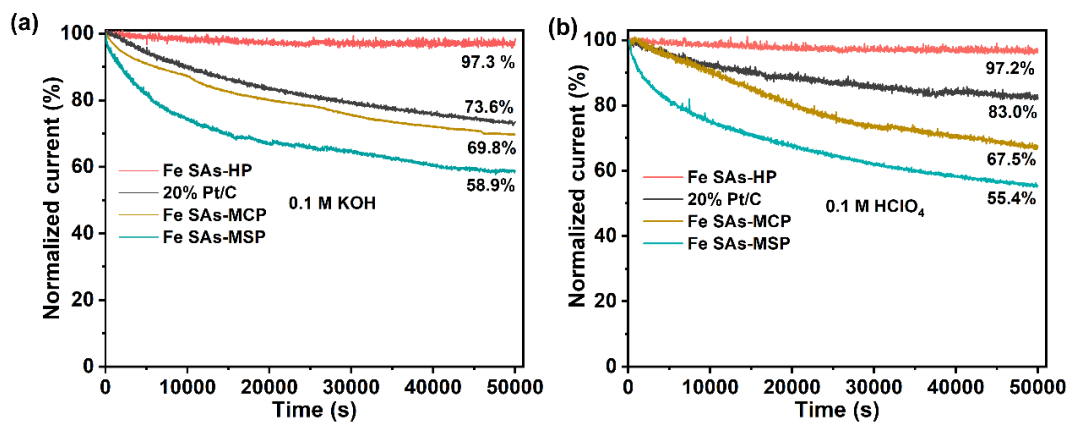 (a)
Normalized current (%)
100
80
60
40
20
0
97.3 %
73.6%
69.8%
58.9%
Fe SAs-HP
20% Pt/C
Fe SAs-MCP
Fe SAs-MSP
0.1 M KOH
0 10000 20000 30000 40000 50000
Time (s)
(b)
Normalized current (%)
100
80
60
40
20
0
97.2%
83.0%
67.5%
55.4%
Fe SAs-HP
20% Pt/C
Fe SAs-MCP
Fe SAs-MSP
0.1 M HClO₄
0 10000 20000 30000 40000 50000
Time (s)